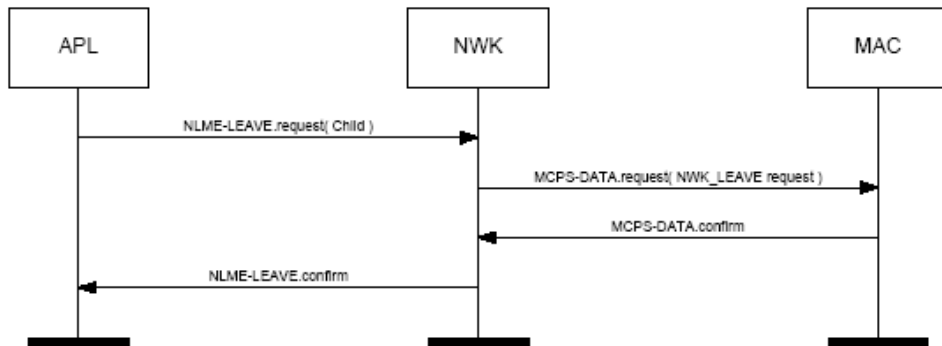 APL
NWK
MAC
NLME-LEAVE.request( Child )
MCPS-DATA.request( NWK_LEAVE request )
MCPS-DATA.confirm
NLME-LEAVE.confirm